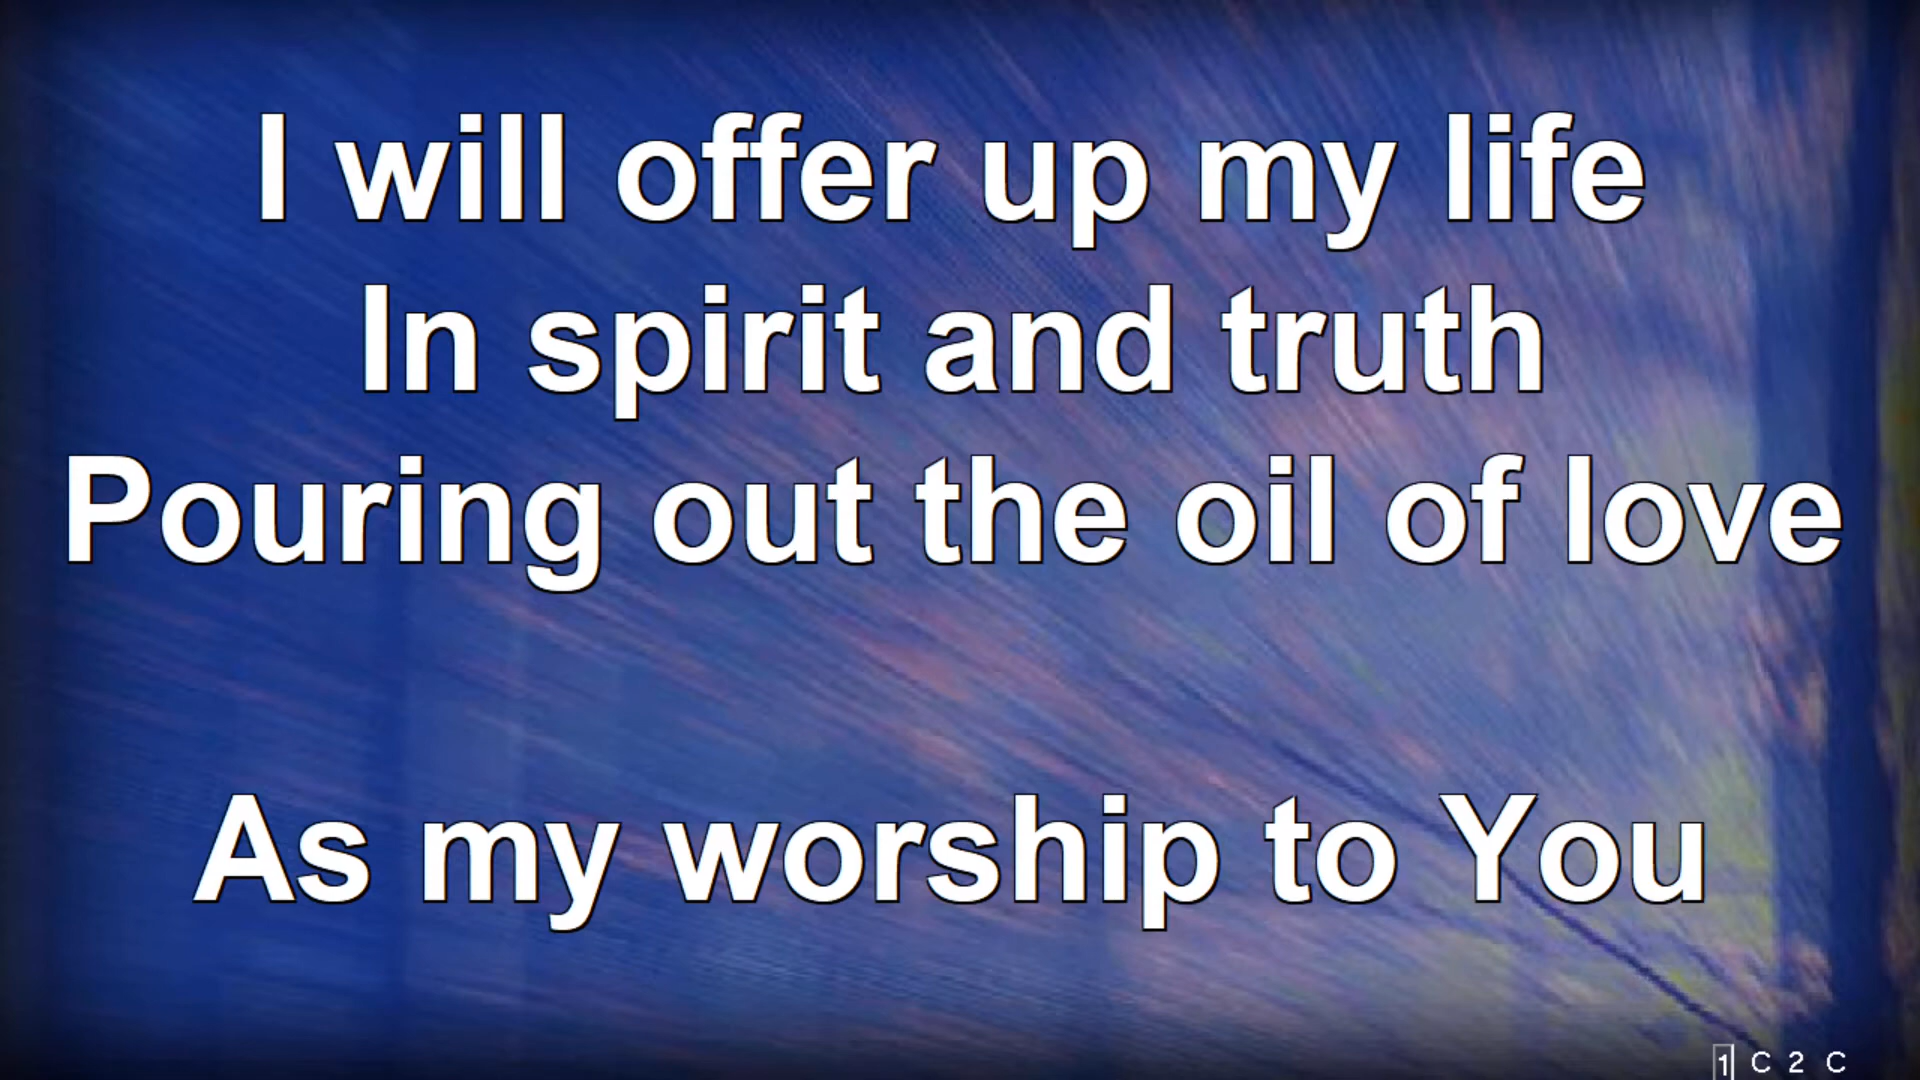 I will offer up my life
In spirit and truth
Pouring out the oil of love
As my worship to You
1 C 2 C